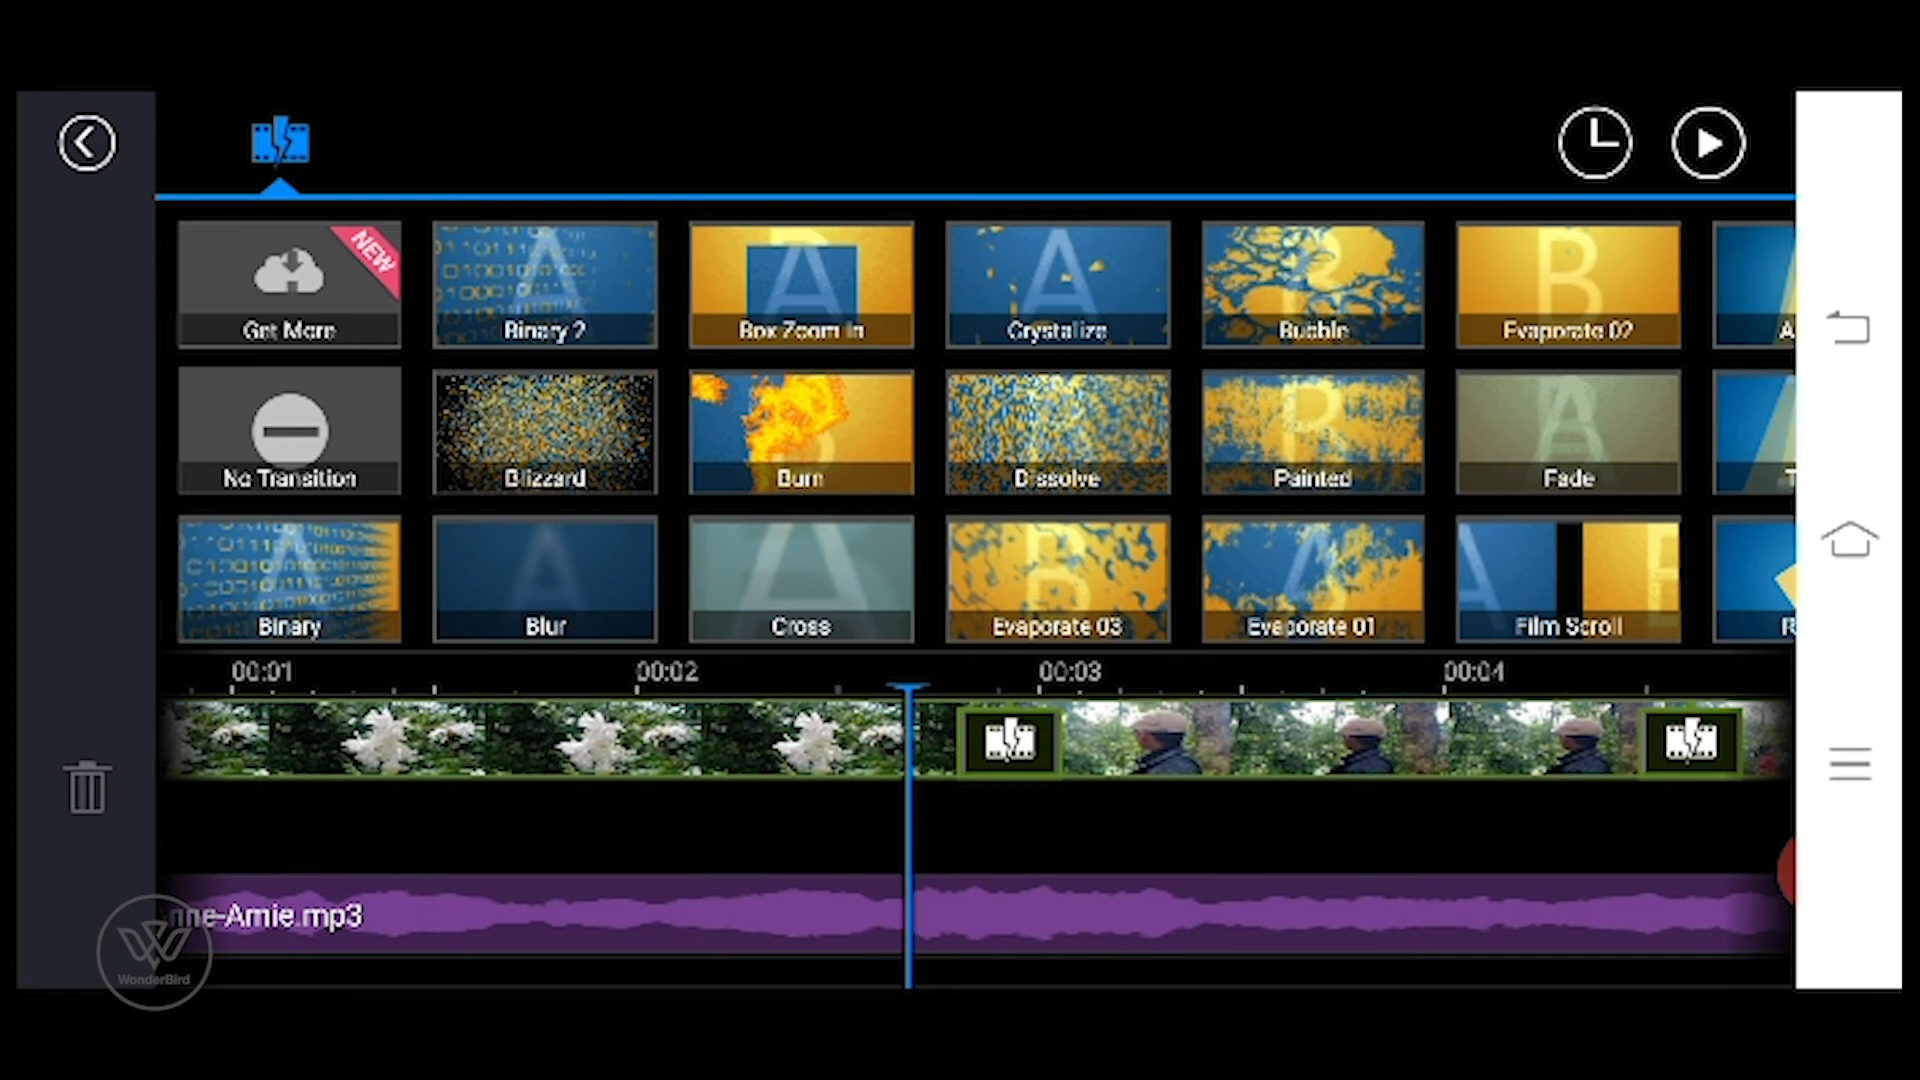 NEW
Get More
Binary 2
Box Zoom In
Crystalize
Bubble
Evaporate 02
A
No Transition
Blizzard
Burn
Dissolve
Painted
Fade
T
Binary
Blur
Cross
Evaporate 03
Evaporate 01
Film Scroll
R
00:01
00:02
00:03
00:04
nne-Amie.mp3
WonderBird